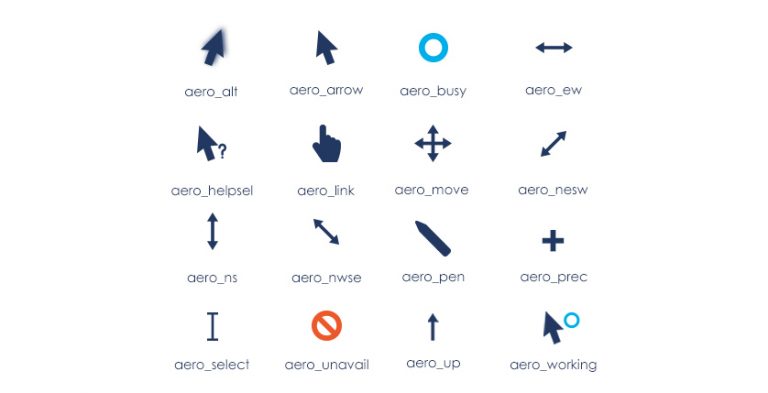 aero_alt
aero_arrow
aero_busy
aero_ew
?
aero_helpsel
aero_link
aero_move
aero_nesw
aero_ns
aero_nwse
aero_pen
aero_prec
aero_select
aero_unavail
aero_up
aero_working